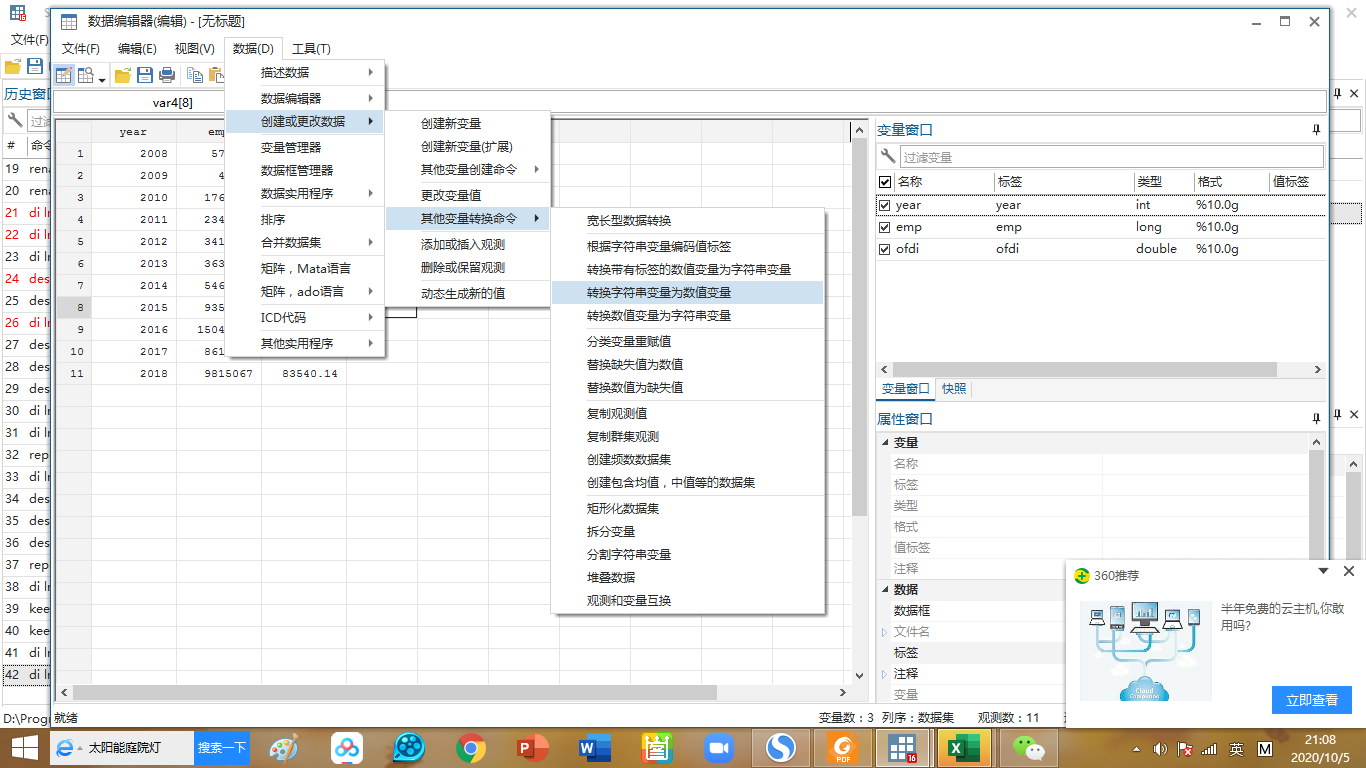 数据编辑器(编辑) - [无标题]
文件(F)
文件(F) 编辑(E) 视图(V) 数据(D) 工具(T)
历史窗口
var4[8]
# 命令
19 rena
20 rena
21 di lr
22 di lr
23 di lr
24 des
25 des
26 di lr
27 des
28 des
29 des
30 di lr
31 di lr
32 rep
33 di lr
34 des
35 des
36 des
37 rep
38 di lr
39 kee
40 kee
41 di lr
42 di lr
year emp
1 2008 57
2 2009 4
3 2010 176
4 2011 234
5 2012 341
6 2013 363
7 2014 546
8 2015 935
9 2016 1504
10 2017 861
11 2018 9815067 83540.14
描述数据
数据编辑器
创建或更改数据
变量管理器
数据框管理器
数据实用程序
排序
合并数据集
矩阵，Mata语言
矩阵，ado语言
ICD代码
其他实用程序
创建新变量
创建新变量(扩展)
其他变量创建命令
更改变量值
其他变量转换命令
添加或插入观测
删除或保留观测
动态生成新的值
宽长型数据转换
根据字符串变量编码值标签
转换带有标签的数值变量为字符串变量
转换字符串变量为数值变量
转换数值变量为字符串变量
分类变量重赋值
替换缺失值为数值
替换数值为缺失值
复制观测值
复制群集观测
创建频数数据集
创建包含均值，中值等的数据集
矩形化数据集
拆分变量
分割字符串变量
堆叠数据
观测和变量互换
变量窗口
过滤变量
名称 标签 类型 格式 值标签
year year int %10.0g
emp emp long %10.0g
ofdi ofdi double %10.0g
变量窗口 快照
属性窗口
变量
名称
标签
类型
格式
值标签
注释
数据
数据框
文件名
标签
注释
变量
360推荐
半年免费的云主机,你敢
用吗?
Cloud
Computing
立即查看
D:\Progr
就绪
变量数：3 列序：数据集 观测数：11
太阳能庭院灯 搜索一下
PDF
16
英
M
21:08
2020/10/5